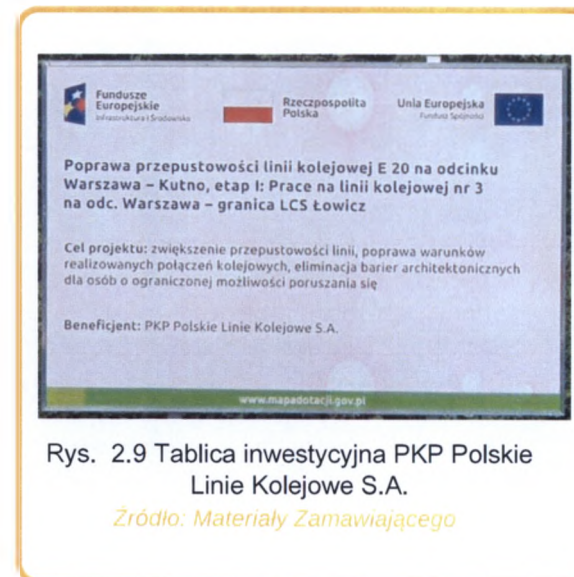 Fundusze
Europejskie
Infrastruktura i Środowisko
Rzeczpospolita
Polska
Unia Europejska
Fundusz Spójności
Poprawa przepustowości linii kolejowej E 20 na odcinku
Warszawa – Kutno, etap I: Prace na linii kolejowej nr 3
na odc. Warszawa – granica LCS Łowicz
Cel projektu: zwiększenie przepustowości linii, poprawa warunków
realizowanych połączeń kolejowych, eliminacja barier architektonicznych
dla osób o ograniczonej możliwości poruszania się
Beneficjent: PKP Polskie Linie Kolejowe S.A.
www.mapadotacji.gov.pl
Rys. 2.9 Tablica inwestycyjna PKP Polskie
Linie Kolejowe S.A.
Źródło: Materiały Zamawiającego